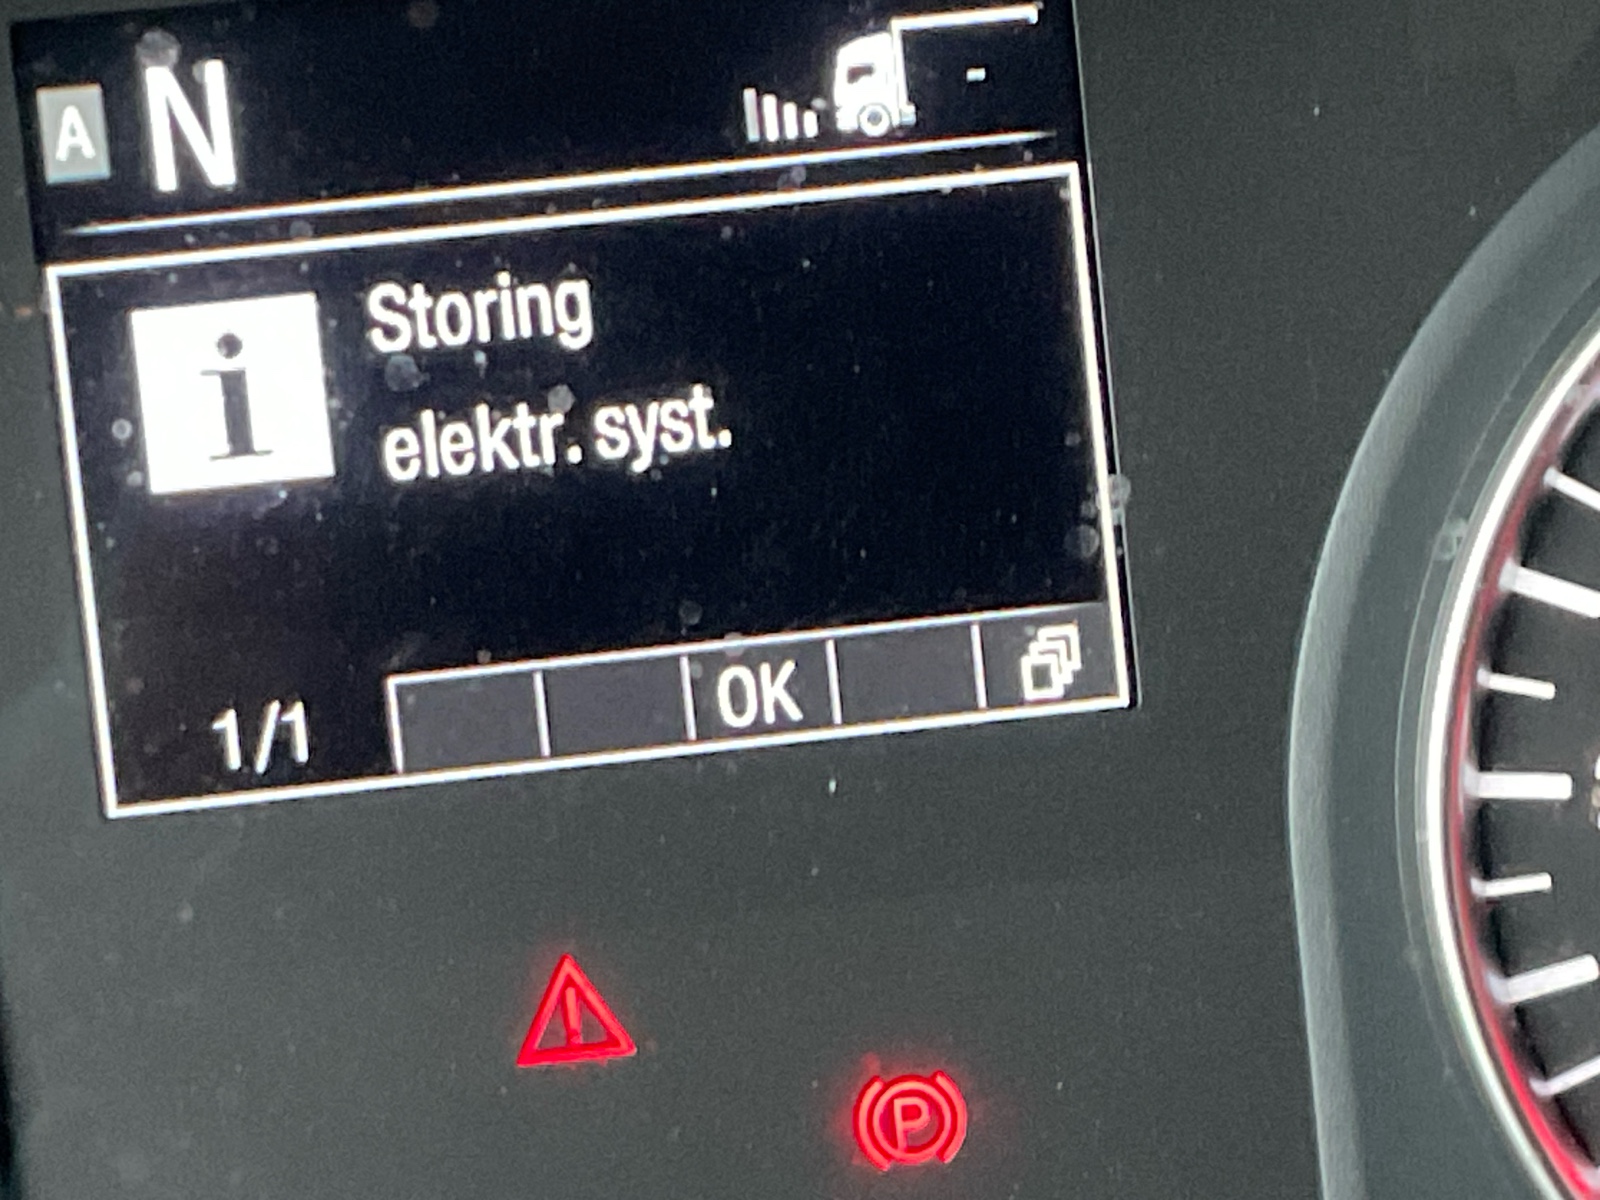 A N
-
Storing
elektr. syst.
1/1 OK
P